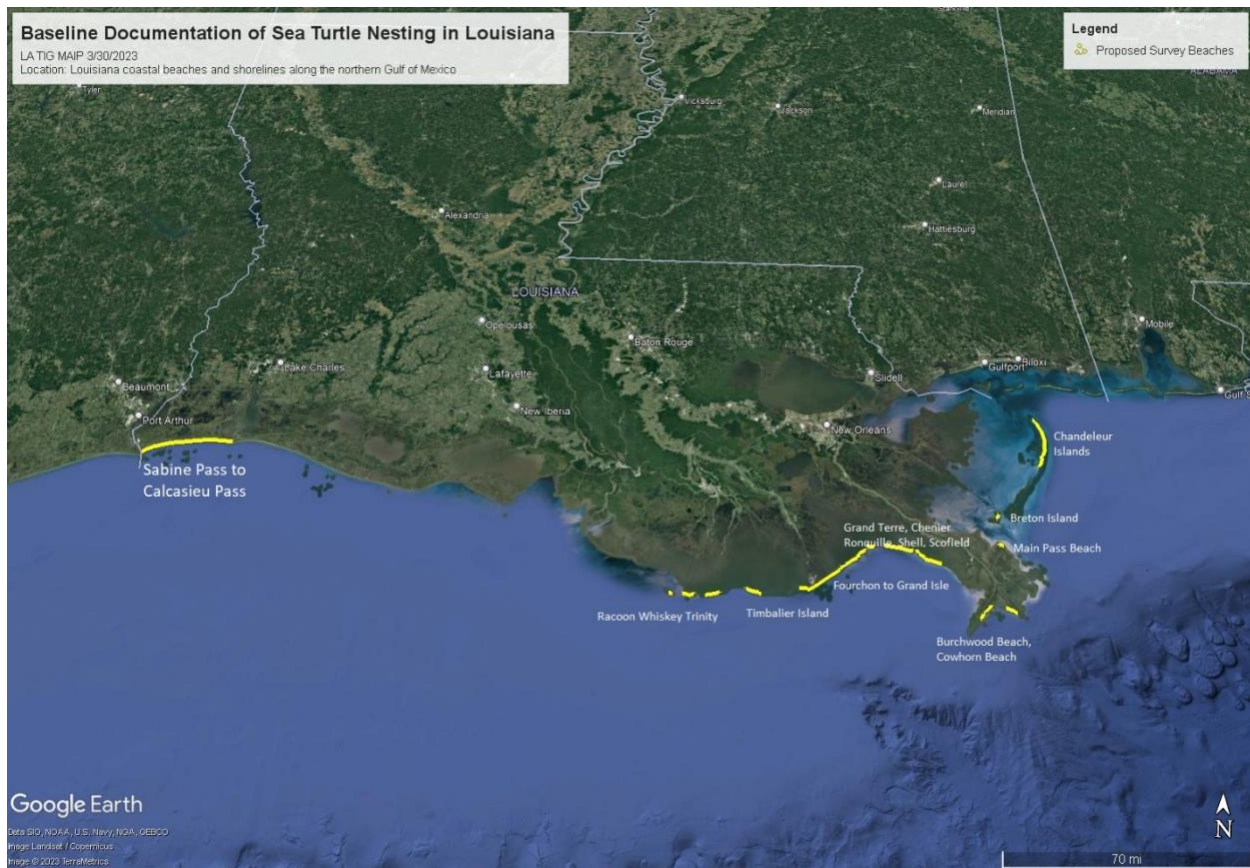 Baseline Documentation of Sea Turtle Nesting in Louisiana
LA TIG MAIP 3/30/2023
Location: Louisiana coastal beaches and shorelines along the northern Gulf of Mexico
Legend
Proposed Survey Beaches
ALABAMA
Tyler
Vicksburg
Jackson
Meridian
Laurel
Alexandria
Hattiesburg
LOUISIANA
Opelousas
Mobile
Baton Rouge
Biloxi
Gulfport
Lake Charles
Lafayette
Slidell
Beaumont
Gulf S
New Iberia
Port Arthur
New Orleans
Chandeleur
Islands
Sabine Pass to
Calcasieu Pass
Breton Island
Grand Terre, Chenier
Ronquille, Shell, Scofield
Main Pass Beach
Fourchon to Grand Isle
Racoon Whiskey Trinity
Timbalier Island
Burchwood Beach,
Cowhorn Beach
Google Earth
Data SIO, NOAA, U.S. Navy, NGA, GEBCO
Image Landsat / Copernicus
Image © 2023 TerraMetrics
N
70 mi